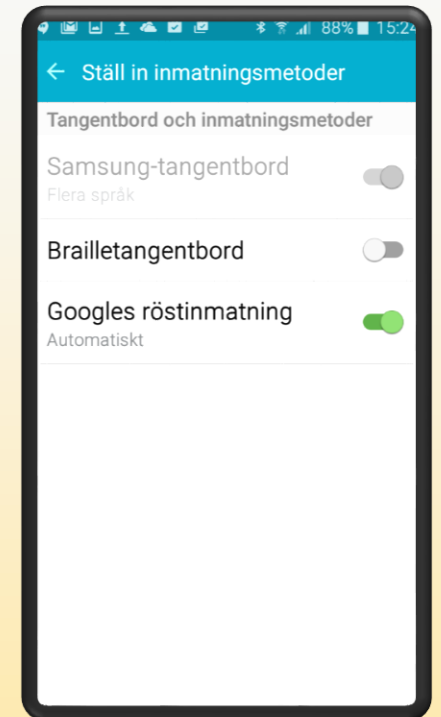 88% 15:24
Ställ in inmatningsmetoder
Tangentbord och inmatningsmetoder
Samsung-tangentbord
Flera språk
Brailletangentbord
Googles röstinmatning
Automatiskt